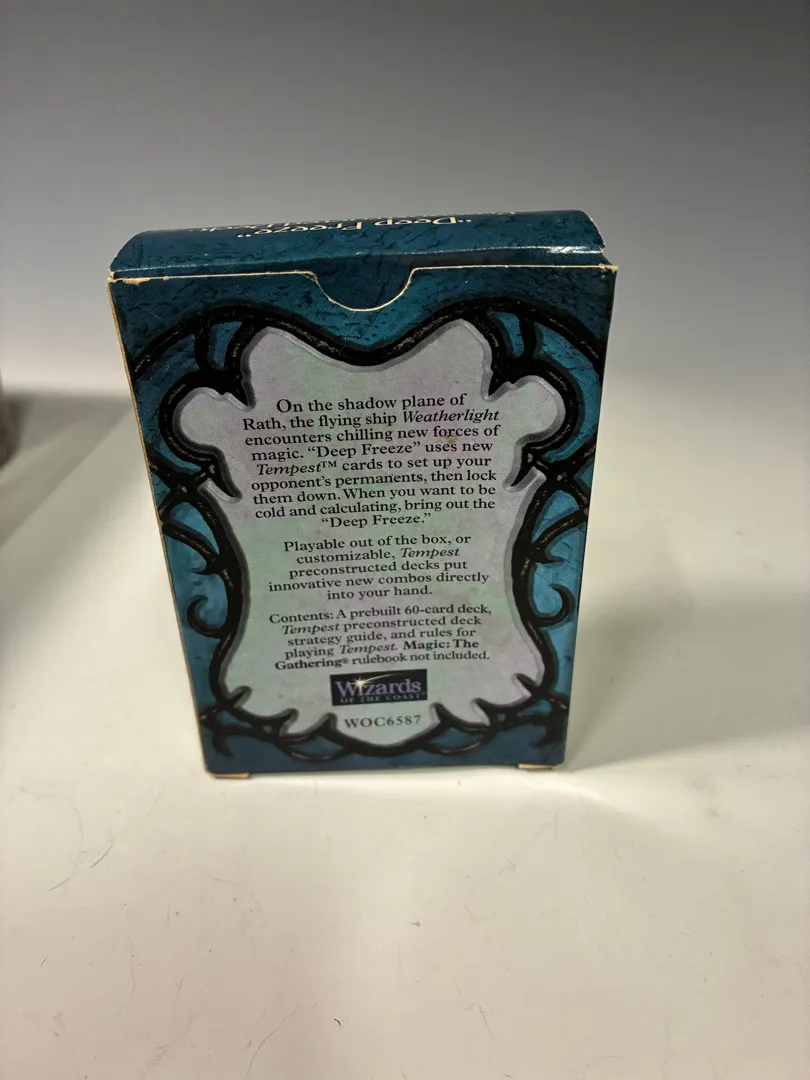 "Deep Freeze"
On the shadow plane of
Rath, the flying ship Weatherlight
encounters chilling new forces of
magic. “Deep Freeze” uses new
Tempest™ cards to set up your
opponent's permanents, then lock
them down. When you want to be
cold and calculating, bring out the
“Deep Freeze.”
Playable out of the box, or
customizable, Tempest
preconstructed decks put
innovative new combos directly
into your hand.
Contents: A prebuilt 60-card deck,
Tempest preconstructed deck
strategy guide, and rules for
playing Tempest. Magic: The
Gathering® rulebook not included.
Wizards
OF THE COAST®
WOC6587